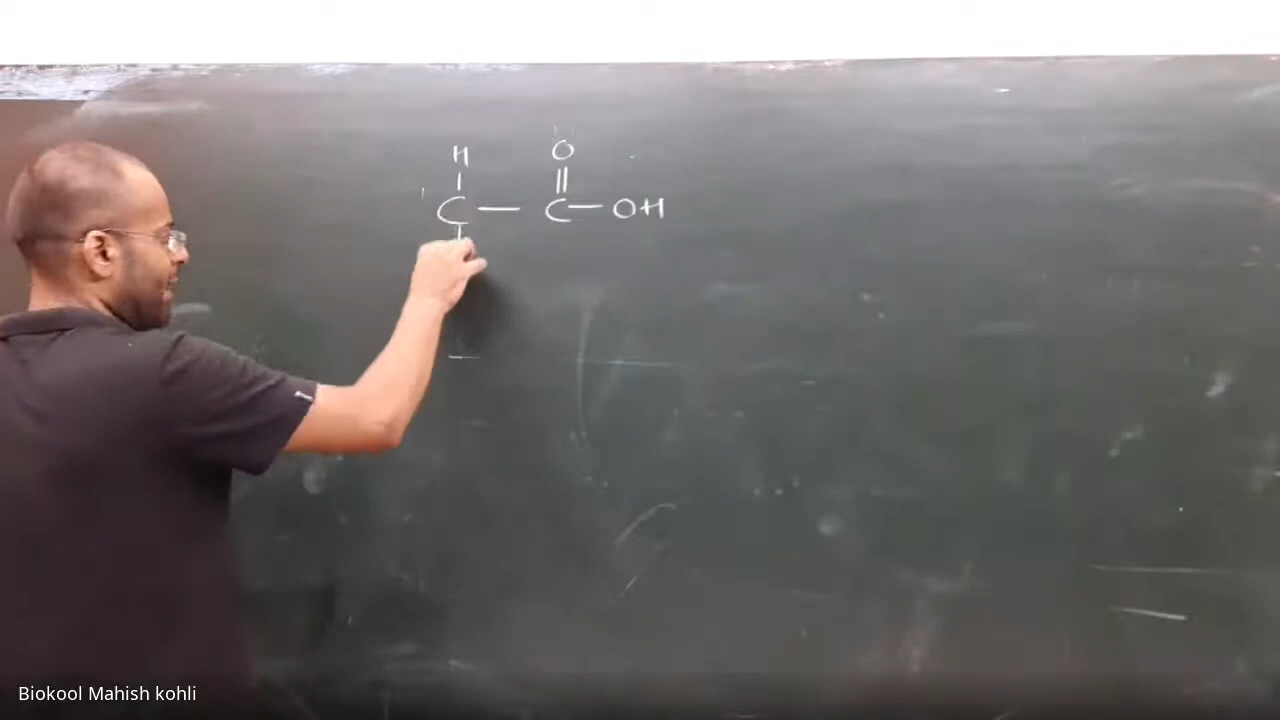 H O
C — C — OH
Biokool Mahish kohli